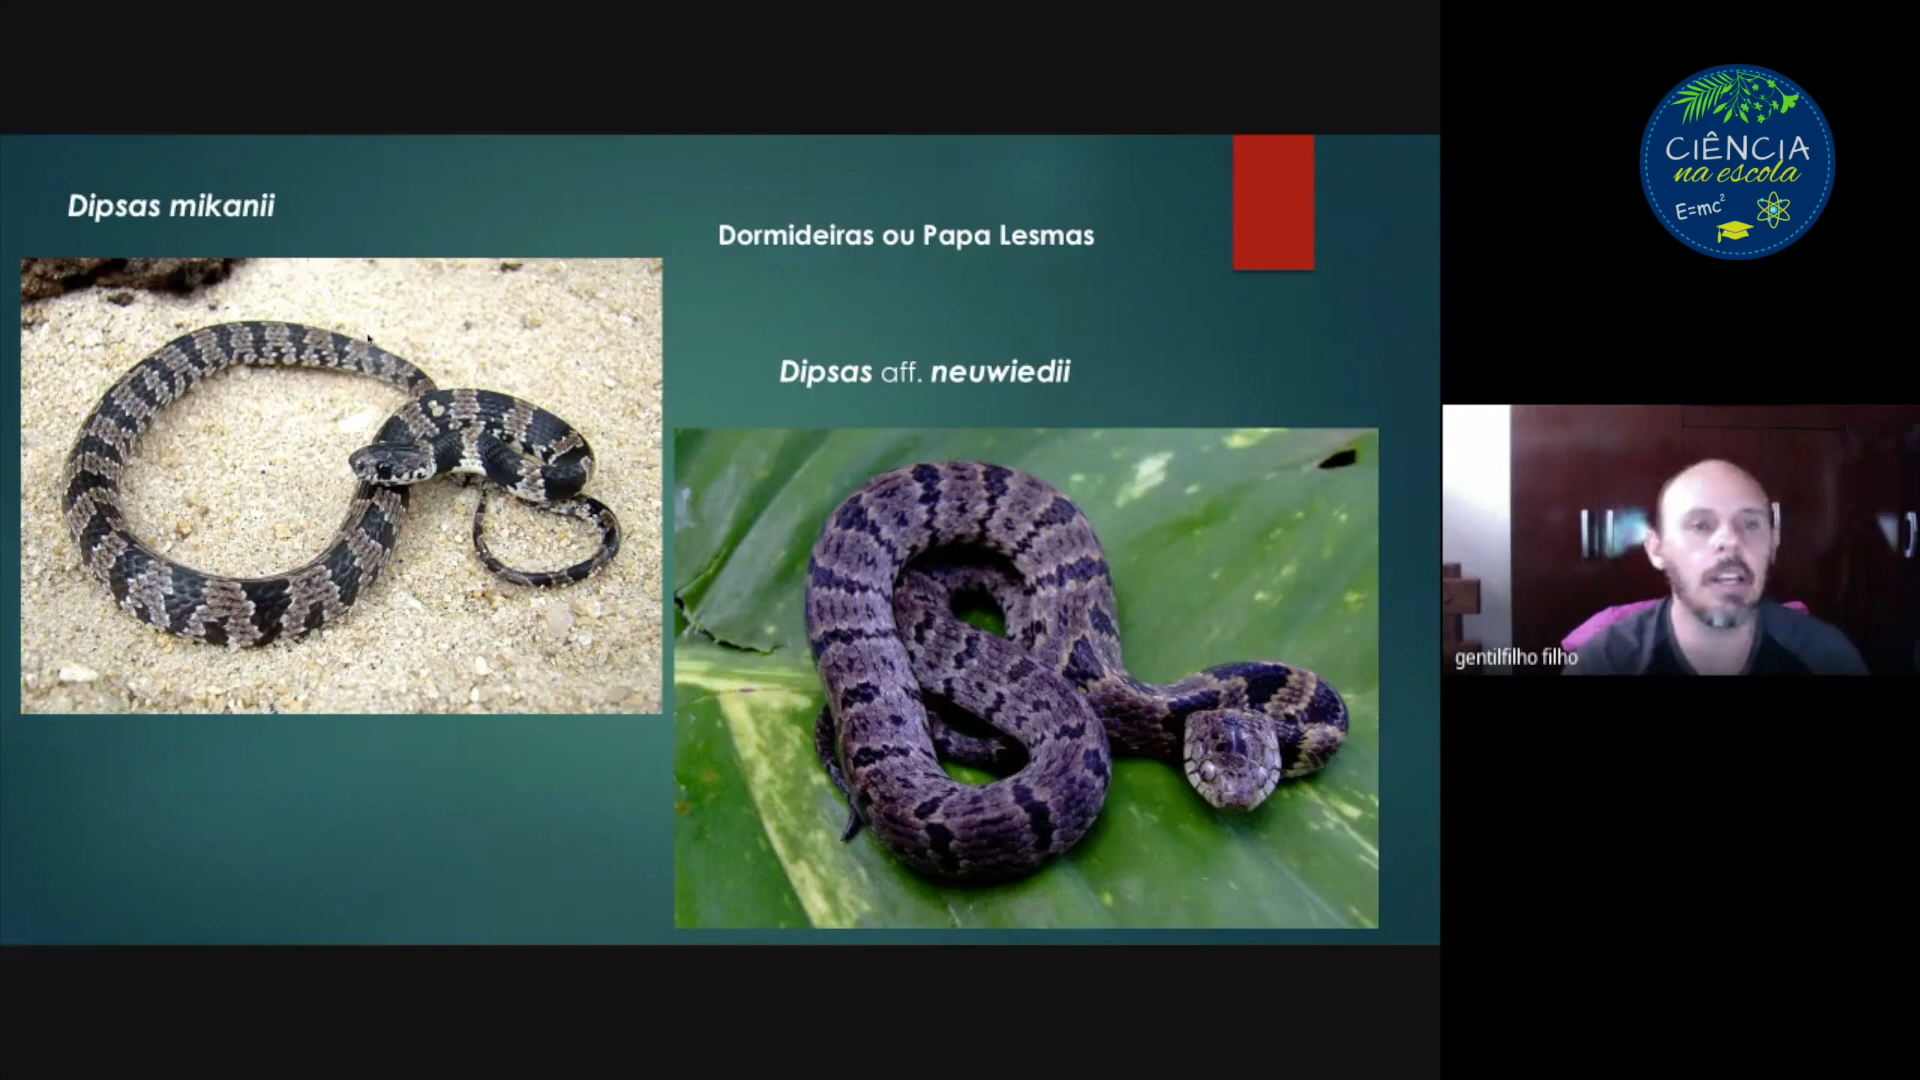 Dipsas mikanii
Dormideiras ou Papa Lesmas
Dipsas aff. neuwiedii
CIÊNCIA
na escola
E=mc²
gentilfilho filho